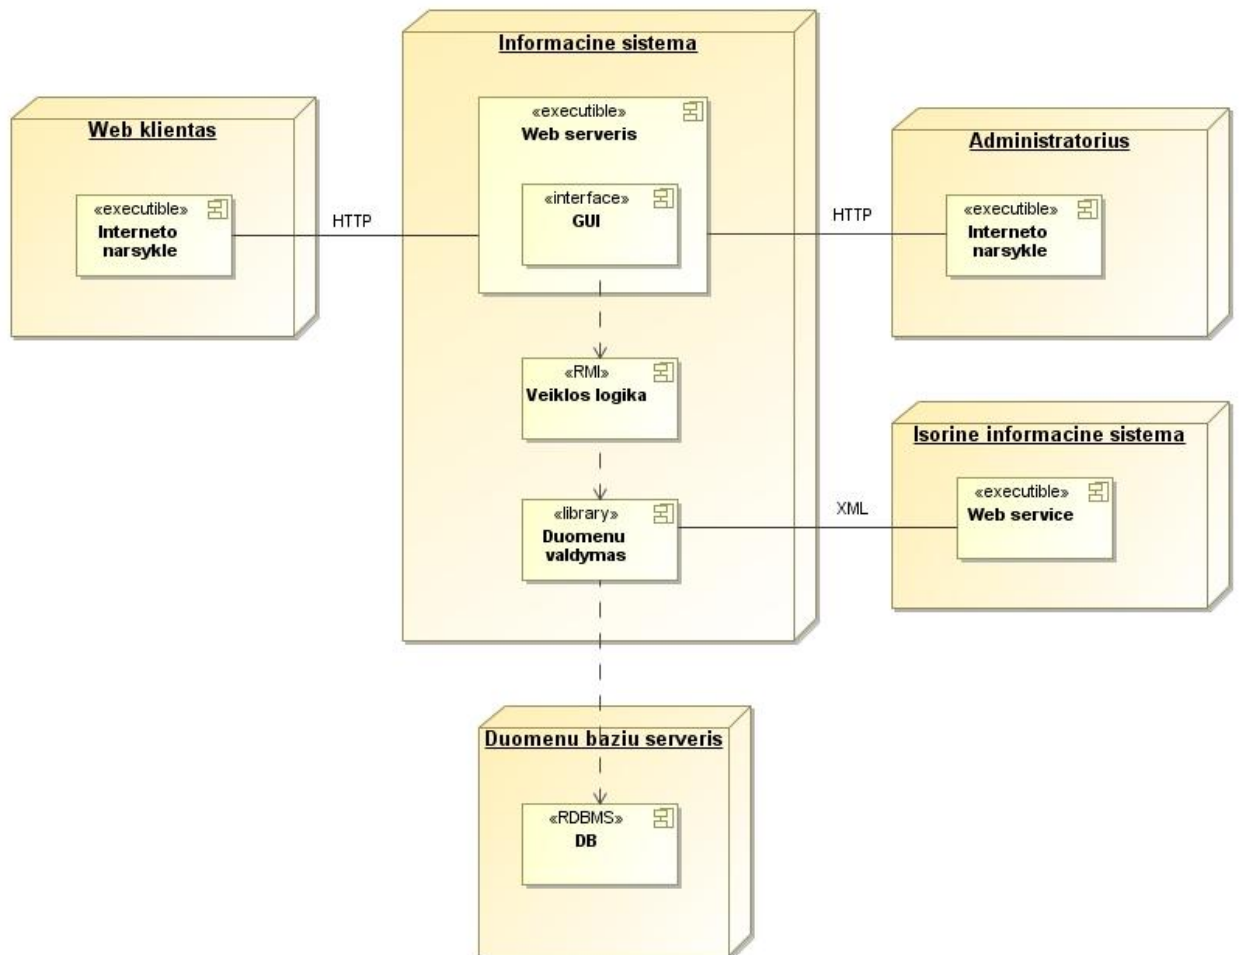 Informacine sistema
«executible»
Web serveris
«interface»
GUI
Web klientas
«executible»
Interneto
narsykle
HTTP
HTTP
Administratorius
«executible»
Interneto
narsykle
«RMI»
Veiklos logika
«library»
Duomenu
valdymas
XML
Isorine informacine sistema
«executible»
Web service
Duomenu baziu serveris
«RDBMS»
DB